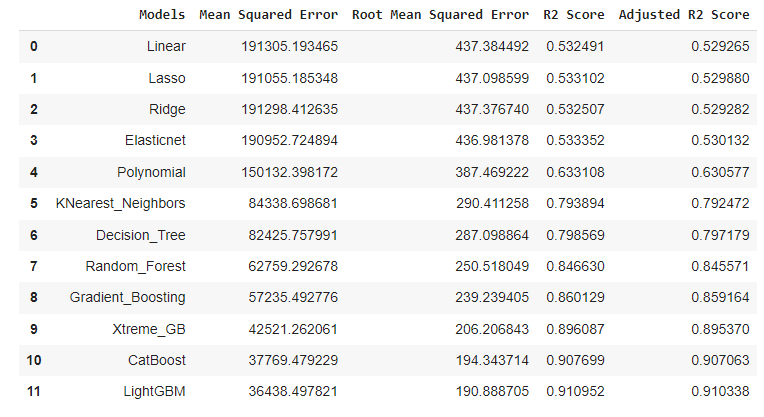 Models Mean Squared Error Root Mean Squared Error R2 Score Adjusted R2 Score
0 Linear 191305.193465 437.384492 0.532491 0.529265
1 Lasso 191055.185348 437.098599 0.533102 0.529880
2 Ridge 191298.412635 437.376740 0.532507 0.529282
3 Elasticnet 190952.724894 436.981378 0.533352 0.530132
4 Polynomial 150132.398172 387.469222 0.633108 0.630577
5 KNearest_Neighbors 84338.698681 290.411258 0.793894 0.792472
6 Decision_Tree 82425.757991 287.098864 0.798569 0.797179
7 Random_Forest 62759.292678 250.518049 0.846630 0.845571
8 Gradient_Boosting 57235.492776 239.239405 0.860129 0.859164
9 Xtreme_GB 42521.262061 206.206843 0.896087 0.895370
10 CatBoost 37769.479229 194.343714 0.907699 0.907063
11 LightGBM 36438.497821 190.888705 0.910952 0.910338